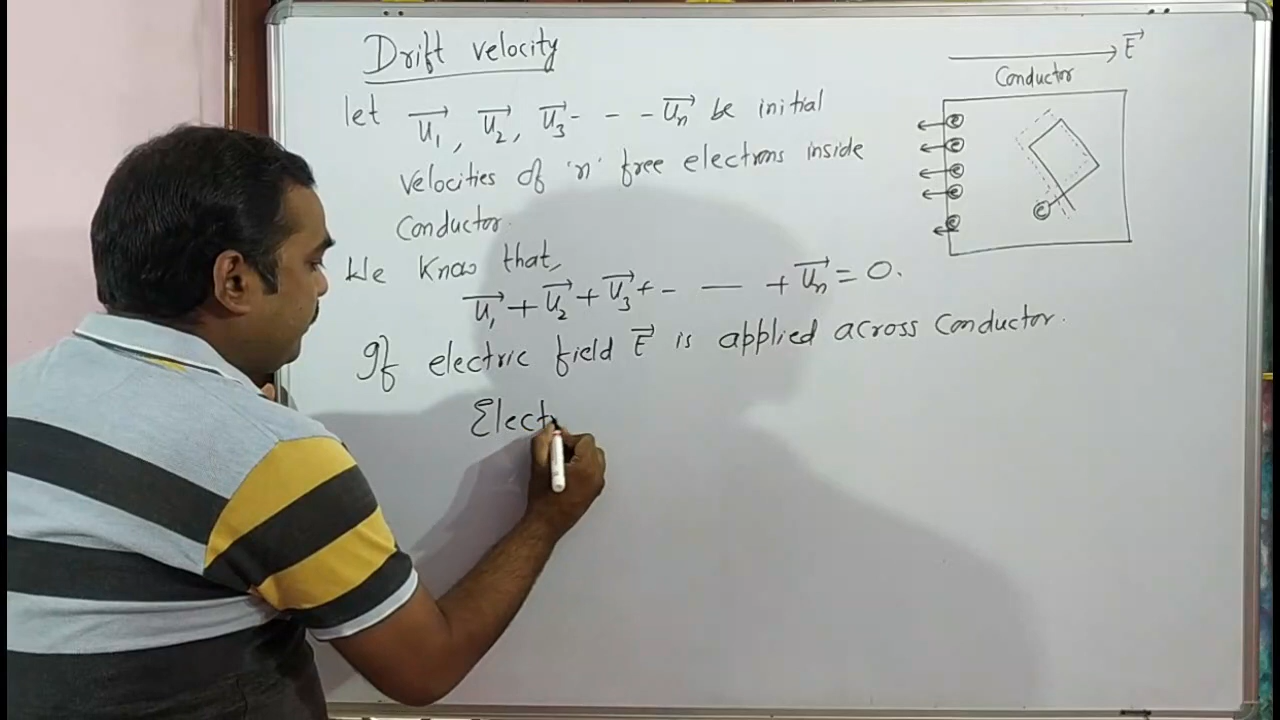 Drift velocity
let u₁, u₂, u₃ - - - uₙ be initial
velocities of 'n' free electrons inside
Conductor.
We know that,
u₁ + u₂ + u₃ + - — + uₙ = 0.
If electric field E is applied across Conductor.
Elect
E
Conductor
e
e
e
e
e
e